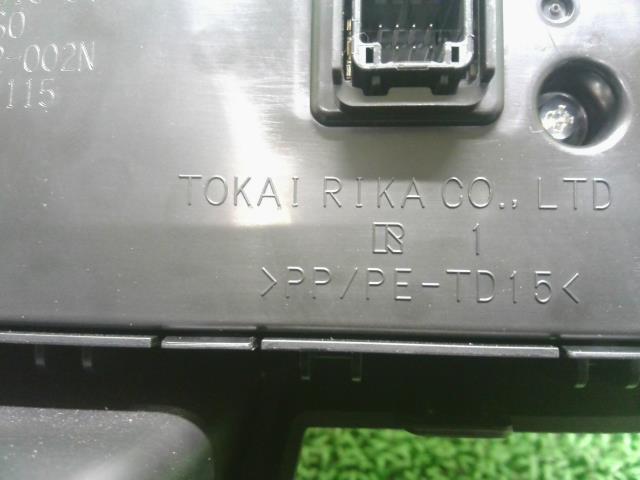 -002N
115
TOKAI RIKA CO., LTD
R 1
>PP/PE-TD15<